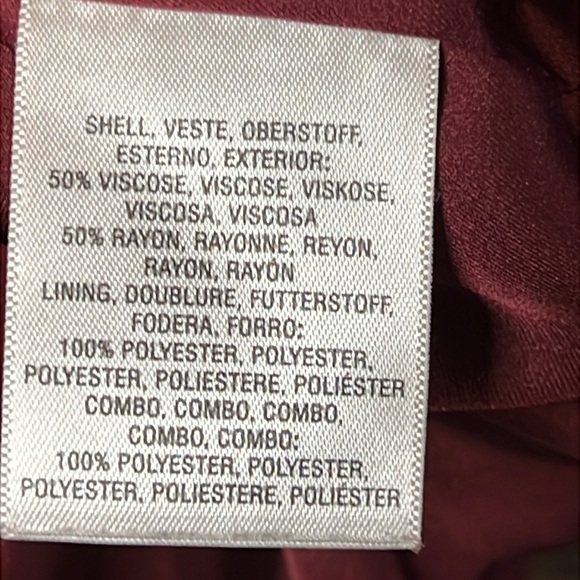 SHELL, VESTE, OBERSTOFF,
ESTERNO, EXTERIOR:
50% VISCOSE, VISCOSE, VISKOSE,
VISCOSA, VISCOSA
50% RAYON, RAYONNE, REYON,
RAYON, RAYÓN
LINING, DOUBLURE, FUTTERSTOFF,
FODERA, FORRO:
100% POLYESTER, POLYESTER,
POLYESTER, POLIESTERE, POLIÉSTER
COMBO, COMBO, COMBO,
COMBO, COMBO:
100% POLYESTER, POLYESTER,
POLYESTER, POLIESTERE, POLIÉSTER